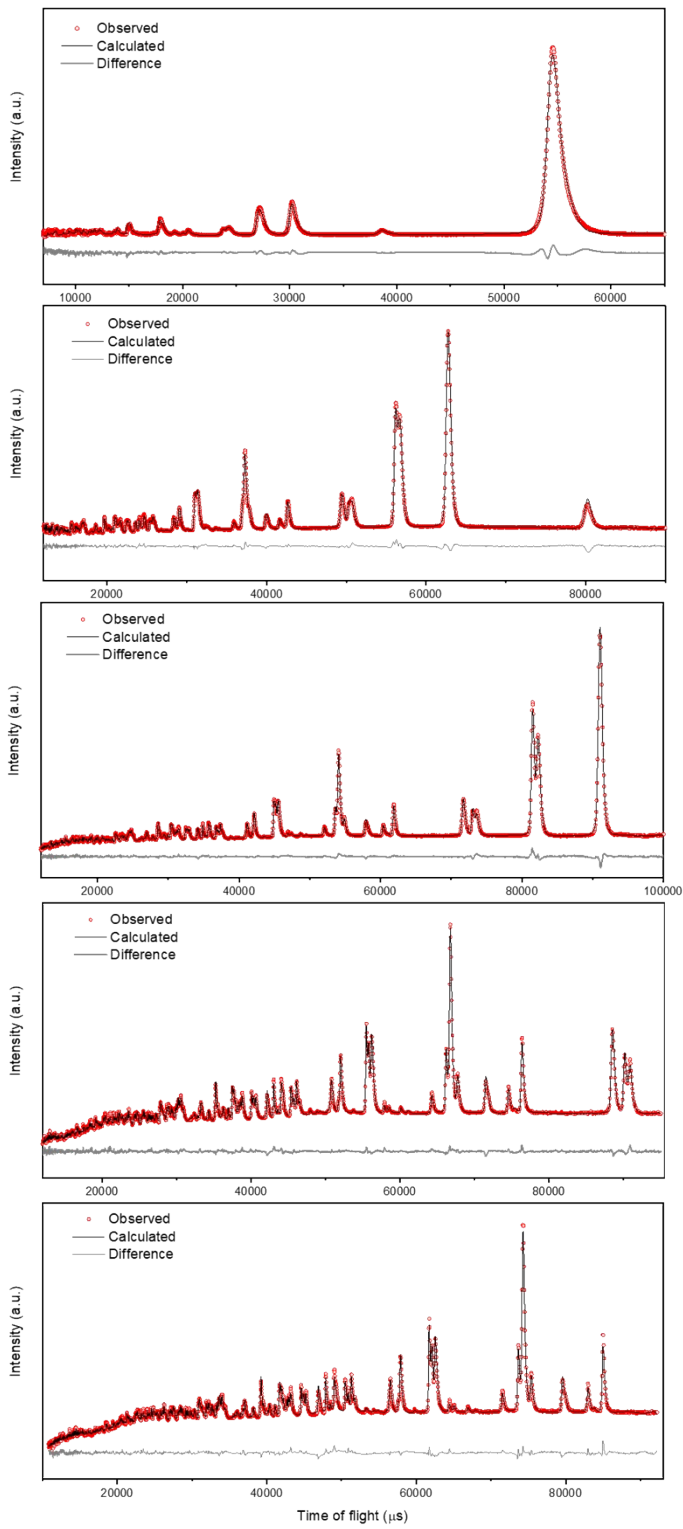 Observed
Calculated
Difference
Intensity (a.u.)
10000 20000 30000 40000 50000 60000
Observed
Calculated
Difference
Intensity (a.u.)
20000 40000 60000 80000
Observed
Calculated
Difference
Intensity (a.u.)
20000 40000 60000 80000 100000
Observed
Calculated
Difference
Intensity (a.u.)
20000 40000 60000 80000
Observed
Calculated
Difference
Intensity (a.u.)
20000 40000 60000 80000
Time of flight (μs)